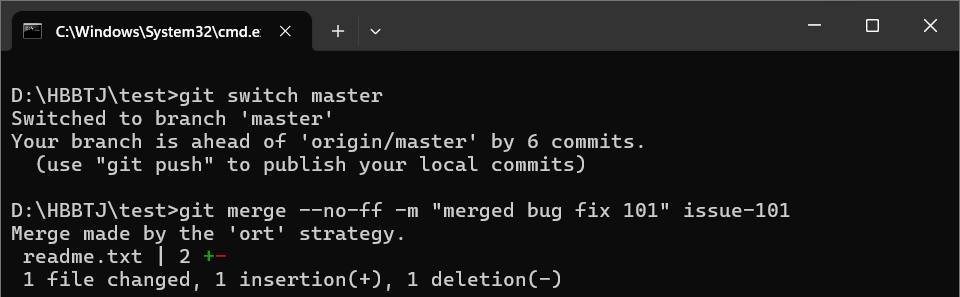 C:\Windows\System32\cmd.e
D:\HBBTJ\test>git switch master
Switched to branch 'master'
Your branch is ahead of 'origin/master' by 6 commits.
  (use "git push" to publish your local commits)
D:\HBBTJ\test>git merge --no-ff -m "merged bug fix 101" issue-101
Merge made by the 'ort' strategy.
 readme.txt | 2 +-
 1 file changed, 1 insertion(+), 1 deletion(-)